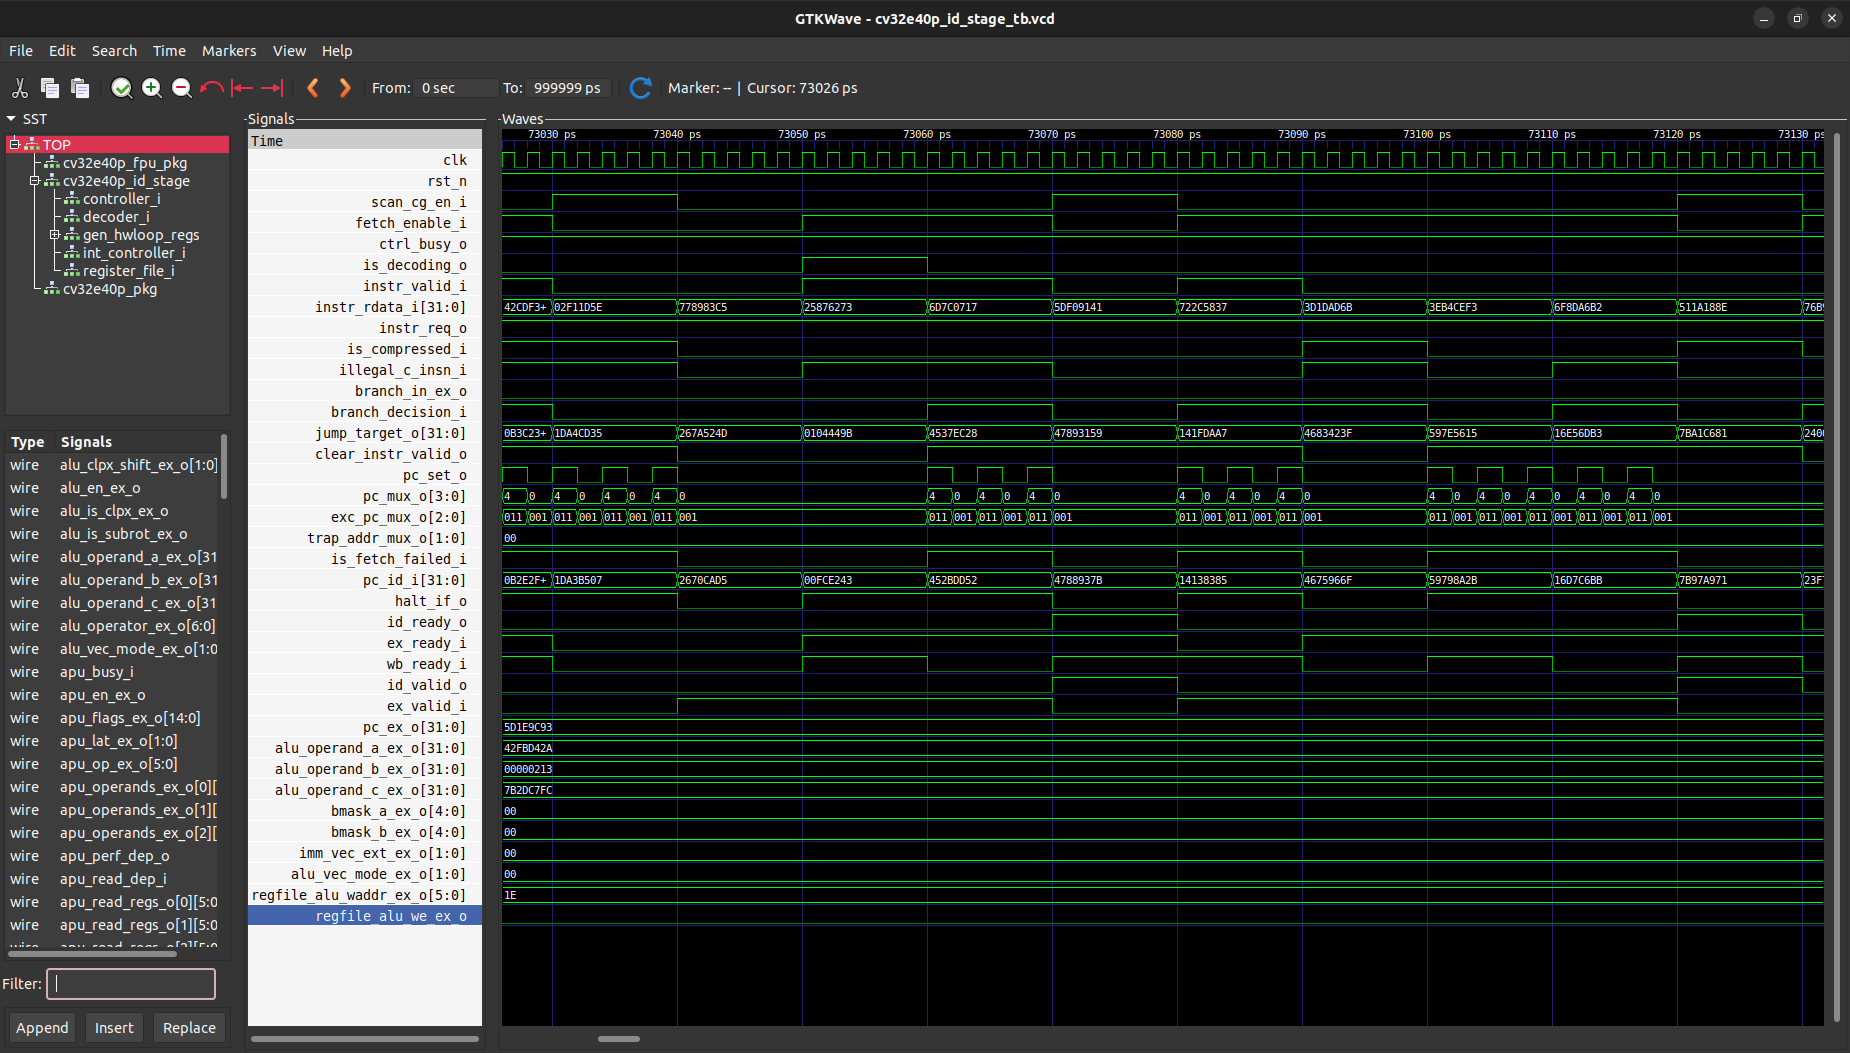 GTKWave - cv32e40p_id_stage_tb.vcd
File Edit Search Time Markers View Help
From: 0 sec To: 999999 ps Marker: -- | Cursor: 73026 ps
SST
TOP
cv32e40p_fpu_pkg
cv32e40p_id_stage
controller_i
decoder_i
gen_hwloop_regs
int_controller_i
register_file_i
cv32e40p_pkg
Type Signals
wire alu_clpx_shift_ex_o[1:0]
wire alu_en_ex_o
wire alu_is_clpx_ex_o
wire alu_is_subrot_ex_o
wire alu_operand_a_ex_o[31
wire alu_operand_b_ex_o[31
wire alu_operand_c_ex_o[31
wire alu_operator_ex_o[6:0]
wire alu_vec_mode_ex_o[1:0
wire apu_busy_i
wire apu_en_ex_o
wire apu_flags_ex_o[14:0]
wire apu_lat_ex_o[1:0]
wire apu_op_ex_o[5:0]
wire apu_operands_ex_o[0][
wire apu_operands_ex_o[1][
wire apu_operands_ex_o[2][
wire apu_perf_dep_o
wire apu_read_dep_i
wire apu_read_regs_o[0][5:0
wire apu_read_regs_o[1][5:0
wire apu_read_regs_o[2][5:0
Filter:
Append Insert Replace
Signals
Time
clk
rst_n
scan_cg_en_i
fetch_enable_i
ctrl_busy_o
is_decoding_o
instr_valid_i
instr_rdata_i[31:0]
instr_req_o
is_compressed_i
illegal_c_insn_i
branch_in_ex_o
branch_decision_i
jump_target_o[31:0]
clear_instr_valid_o
pc_set_o
pc_mux_o[3:0]
exc_pc_mux_o[2:0]
trap_addr_mux_o[1:0]
is_fetch_failed_i
pc_id_i[31:0]
halt_if_o
id_ready_o
ex_ready_i
wb_ready_i
id_valid_o
ex_valid_i
pc_ex_o[31:0]
alu_operand_a_ex_o[31:0]
alu_operand_b_ex_o[31:0]
alu_operand_c_ex_o[31:0]
bmask_a_ex_o[4:0]
bmask_b_ex_o[4:0]
imm_vec_ext_ex_o[1:0]
alu_vec_mode_ex_o[1:0]
regfile_alu_waddr_ex_o[5:0]
regfile_alu_we_ex_o
Waves
73030 ps 73040 ps 73050 ps 73060 ps 73070 ps 73080 ps 73090 ps 73100 ps 73110 ps 73120 ps 73130 ps
42CDF3+ 02F11D5E 778983C5 25876273 6D7C0717 5DF09141 722C5837 3D1DAD6B 3EB4CEF3 6F8DA6B2 511A188E 76B9
0B3C23+ 1DA4CD35 267A524D 0104449B 4537EC28 47893159 141FDAA7 4683423F 597E5615 16E56DB3 7BA1C681 240
4 0 4 0 4 0 4 0 4 0 4 0 4 0 4 0 4 0 4 0 4 0 4 0 4 0 4 0 4 0 4 0
011 001 011 001 011 001 011 001 011 001 011 001 011 001 011 001 011 001 011 001 011 001 011 001 011 001 011 001 011 001
00
0B2E2F+ 1DA3B507 2670CAD5 00FCE243 452BDD52 4788937B 14138385 4675966F 59798A2B 16D7C6BB 7B97A971 23F
5D1E9C93
42FBD42A
00000213
7B2DC7FC
00
00
00
00
1E